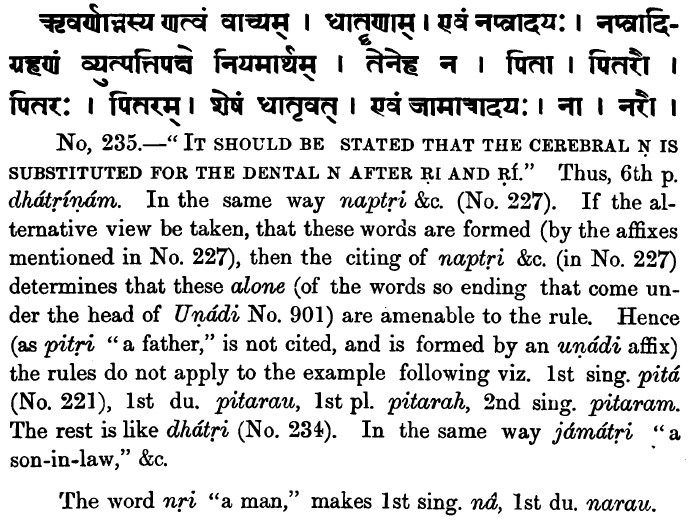 ऋवर्णान्नस्य णत्वं वाच्यम् । धातॄणाम् । एवं नप्त्रादयः । नप्त्रादि-
ग्रहणं व्युत्पत्तिपक्षे नियमार्थम् । तेनेह न । पिता । पितरौ ।
पितरः । पितरम् । शेषं धातृवत् । एवं जामात्रादयः । ना । नरौ ।
No, 235.—“IT SHOULD BE STATED THAT THE CEREBRAL Ṇ IS
SUBSTITUTED FOR THE DENTAL N AFTER ṚI AND Ṛí.” Thus, 6th p.
dhátṛíṇám. In the same way naptṛi &c. (No. 227). If the al-
ternative view be taken, that these words are formed (by the affixes
mentioned in No. 227), then the citing of naptṛi &c. (in No. 227)
determines that these alone (of the words so ending that come un-
der the head of Uṇádi No. 901) are amenable to the rule. Hence
(as pitṛi “a father,” is not cited, and is formed by an uṇádi affix)
the rules do not apply to the example following viz. 1st sing. pitá
(No. 221), 1st du. pitarau, 1st pl. pitarah, 2nd sing. pitaram.
The rest is like dhátṛi (No. 234). In the same way jámátṛi “a
son-in-law,” &c.
The word nṛi “a man,” makes 1st sing. ná, 1st du. narau.